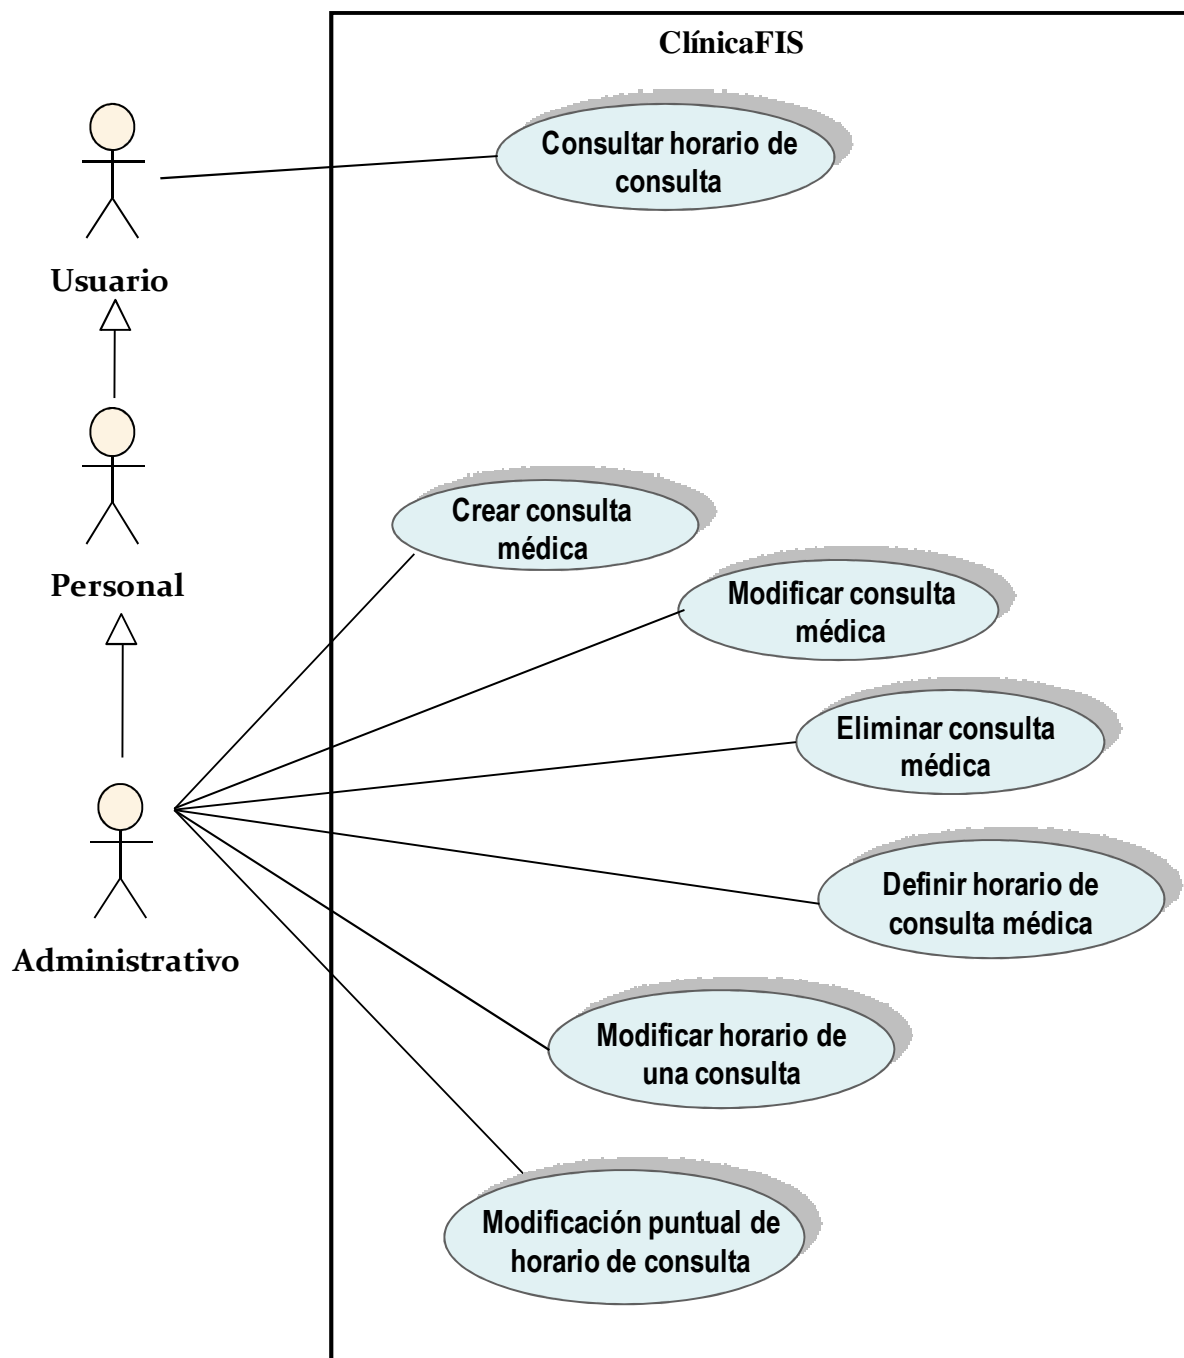 ClínicaFIS
Consultar horario de
consulta
Usuario
Crear consulta
médica
Personal
Modificar consulta
médica
Eliminar consulta
médica
Definir horario de
consulta médica
Administrativo
Modificar horario de
una consulta
Modificación puntual de
horario de consulta